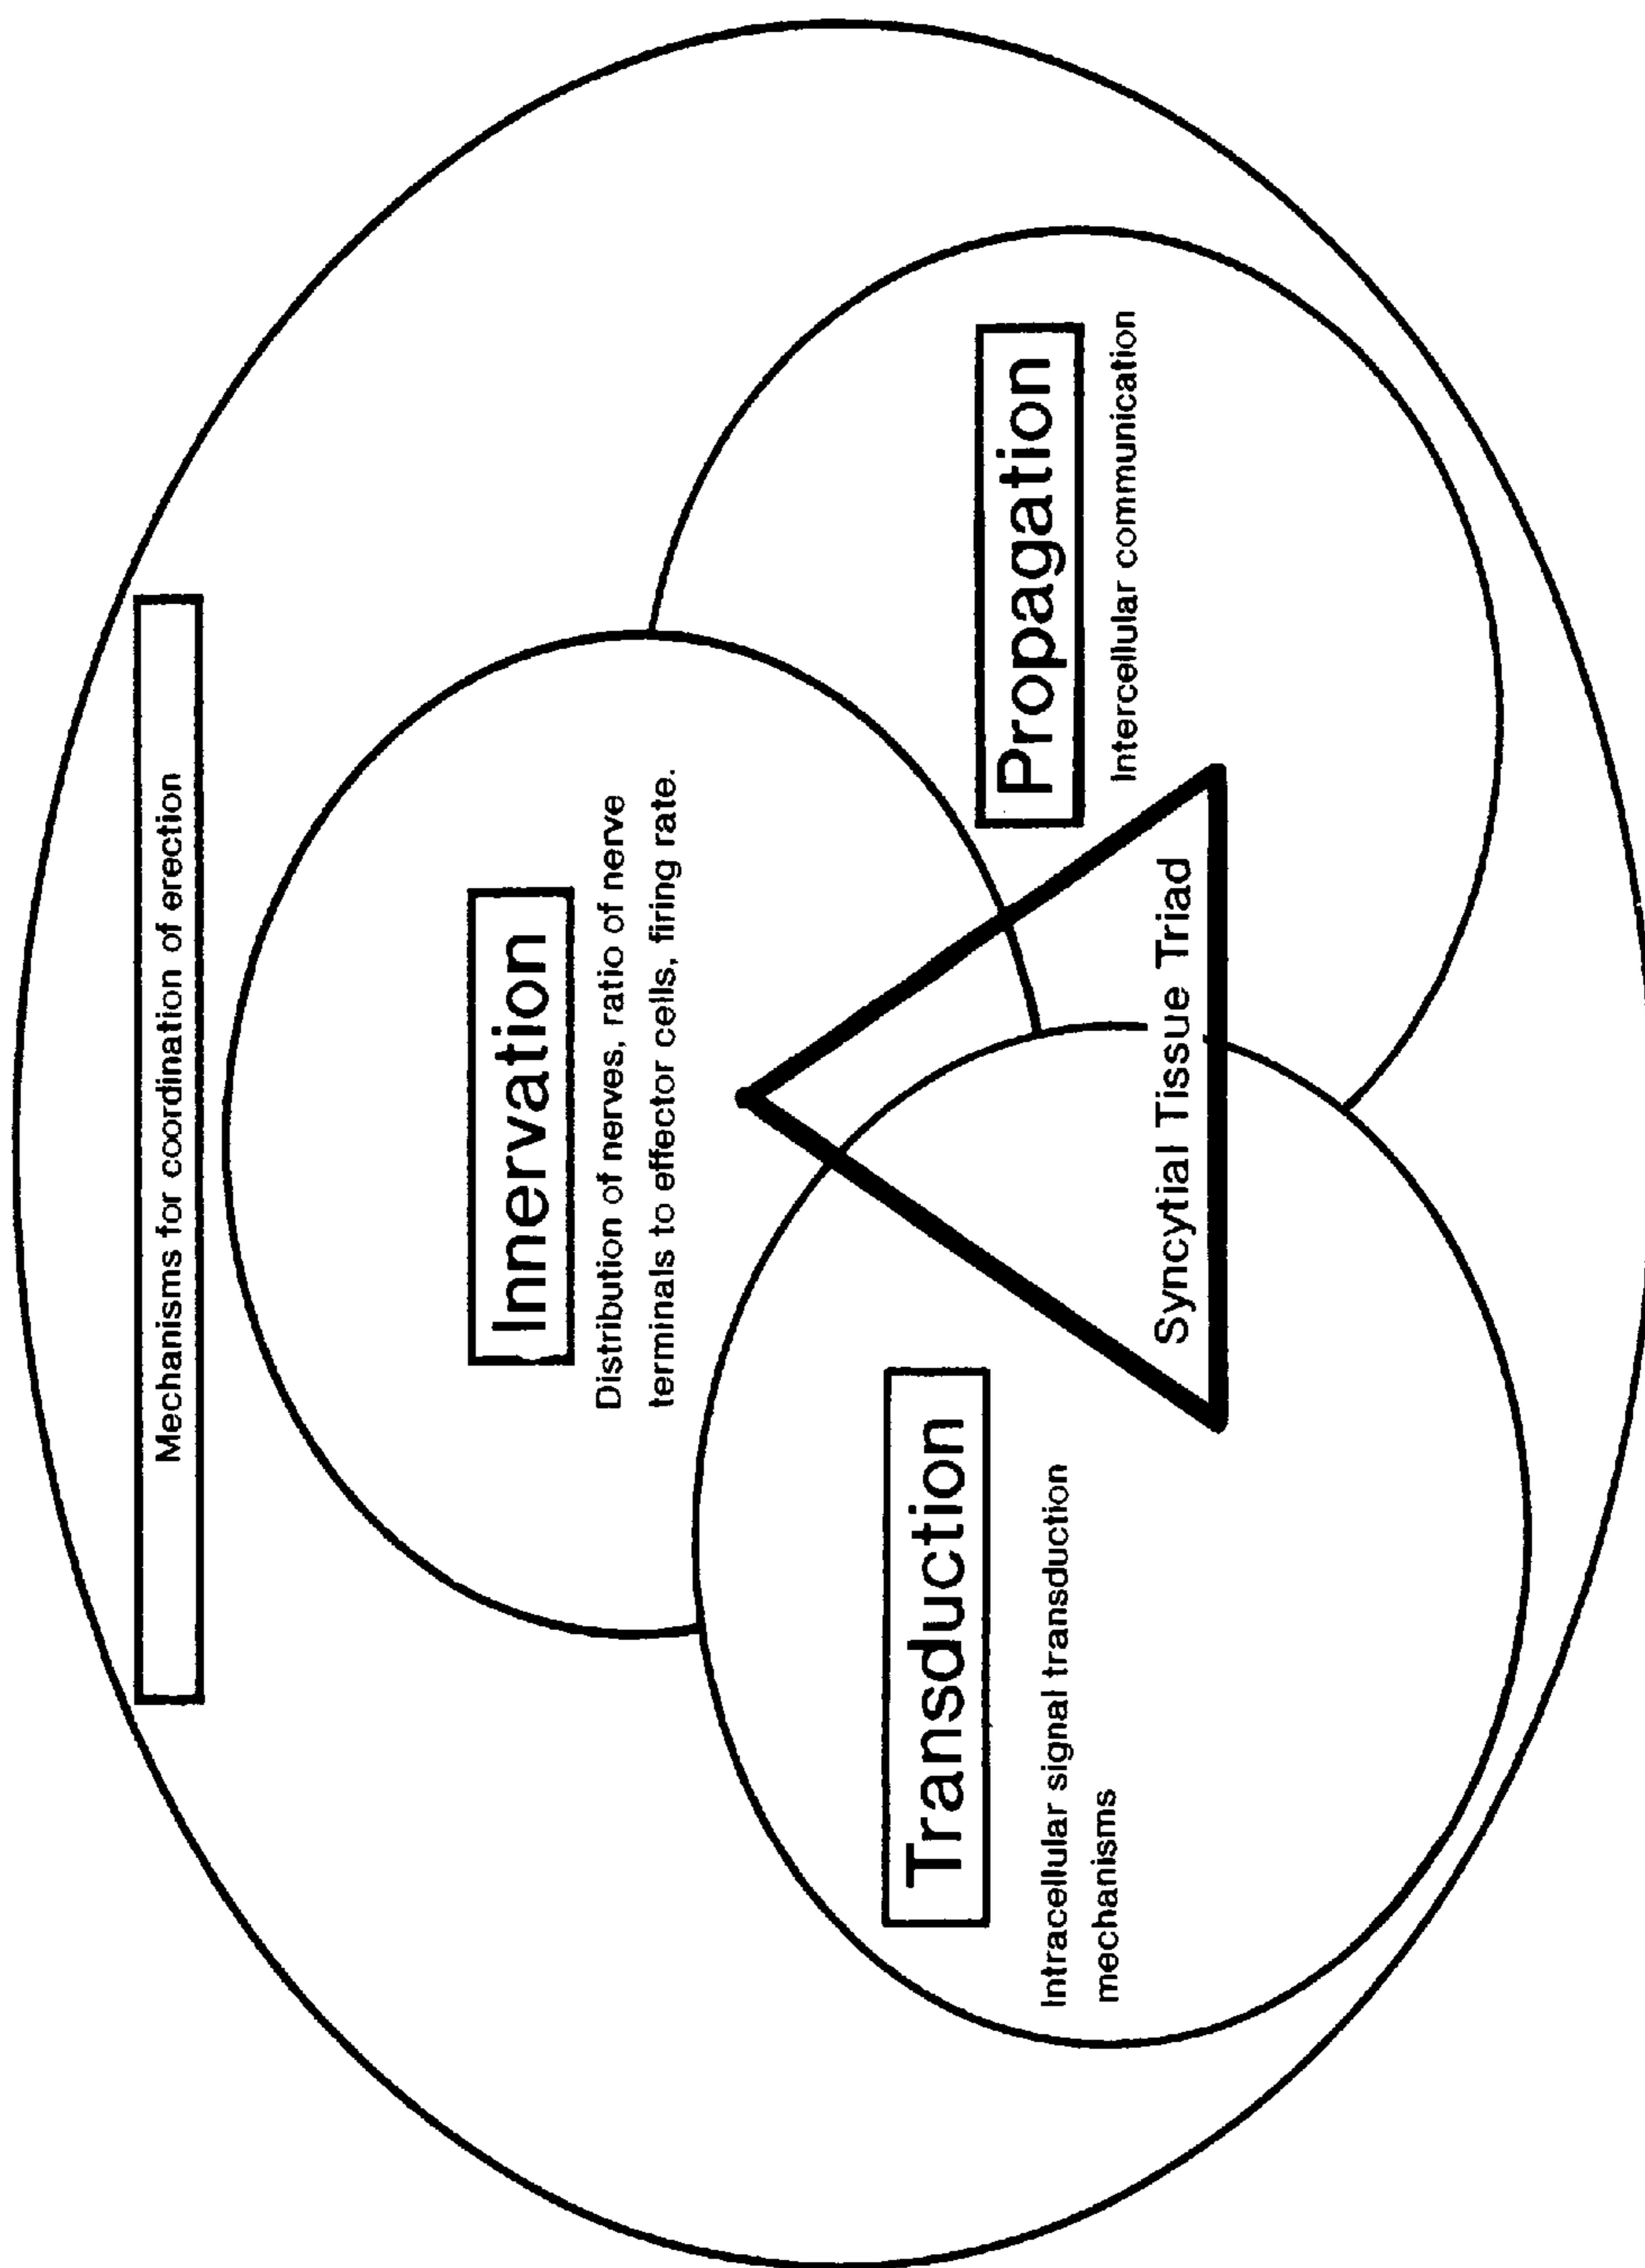 Mechanisms for coordination of erection
Innervation
Distribution of nerves, ratio of nerve
terminals to effector cells, firing rate.
Transduction
Intracellular signal transduction
mechanisms
Propagation
Intercellular communication
Syncytial Tissue Triad